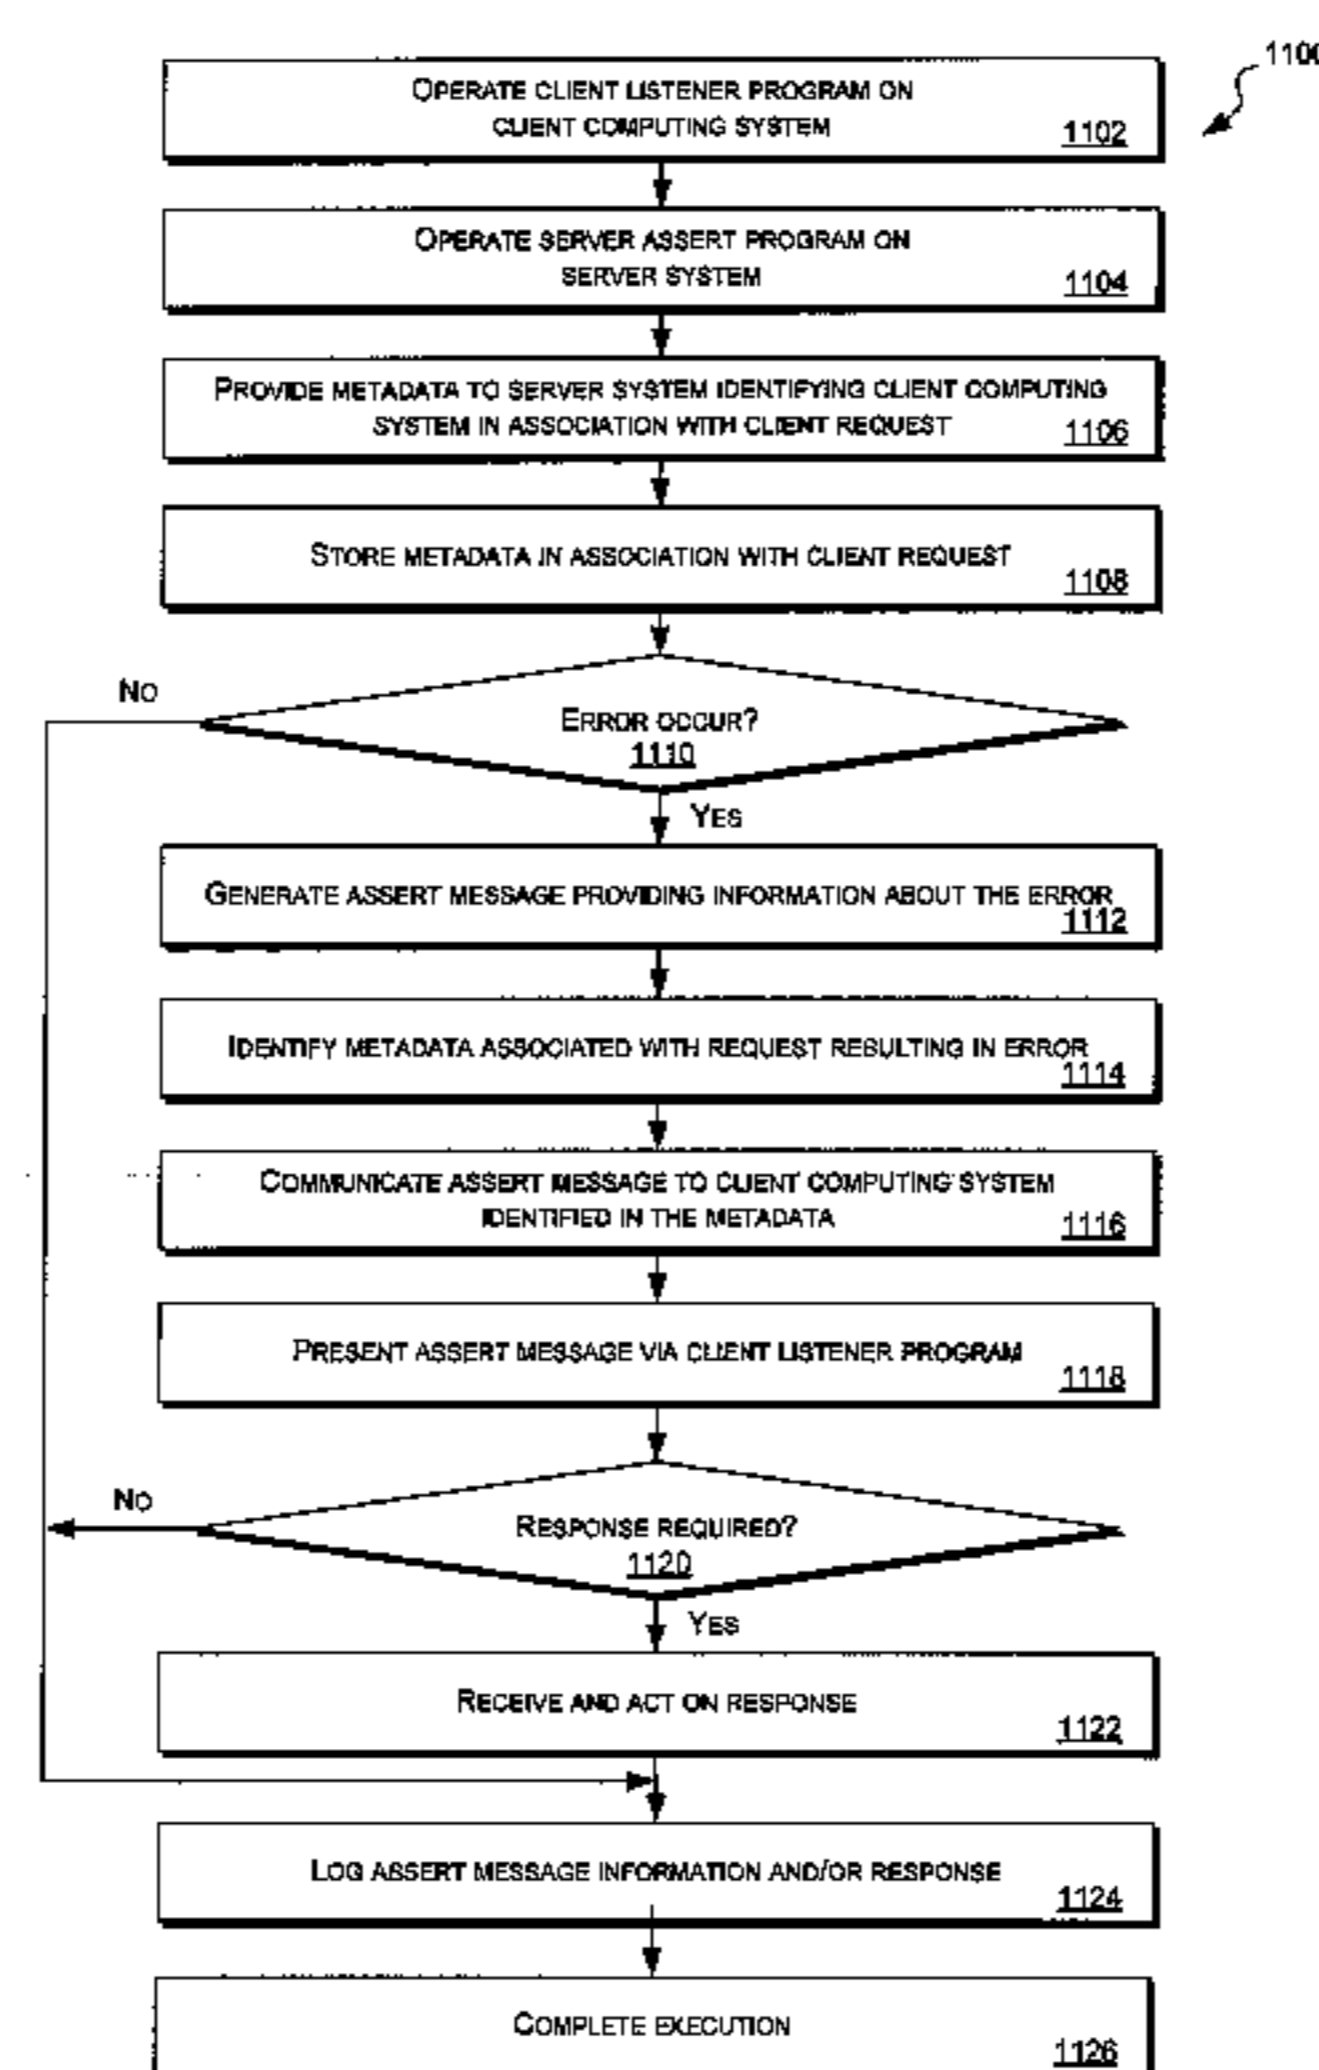 1100
OPERATE CLIENT LISTENER PROGRAM ON
CLIENT COMPUTING SYSTEM
1102
OPERATE SERVER ASSERT PROGRAM ON
SERVER SYSTEM
1104
PROVIDE METADATA TO SERVER SYSTEM IDENTIFYING CLIENT COMPUTING
SYSTEM IN ASSOCIATION WITH CLIENT REQUEST
1106
STORE METADATA IN ASSOCIATION WITH CLIENT REQUEST
1108
NO
ERROR OCCUR?
1110
YES
GENERATE ASSERT MESSAGE PROVIDING INFORMATION ABOUT THE ERROR
1112
IDENTIFY METADATA ASSOCIATED WITH REQUEST RESULTING IN ERROR
1114
COMMUNICATE ASSERT MESSAGE TO CLIENT COMPUTING SYSTEM
IDENTIFIED IN THE METADATA
1116
PRESENT ASSERT MESSAGE VIA CLIENT LISTENER PROGRAM
1118
NO
RESPONSE REQUIRED?
1120
YES
RECEIVE AND ACT ON RESPONSE
1122
LOG ASSERT MESSAGE INFORMATION AND/OR RESPONSE
1124
COMPLETE EXECUTION
1126